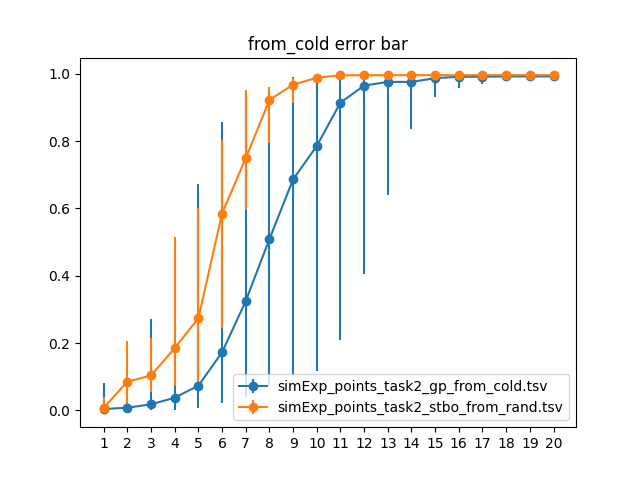 from_cold error bar
1.0
0.8
0.6
0.4
0.2
0.0
simExp_points_task2_gp_from_cold.tsv
simExp_points_task2_stbo_from_rand.tsv
1 2 3 4 5 6 7 8 9 10 11 12 13 14 15 16 17 18 19 20